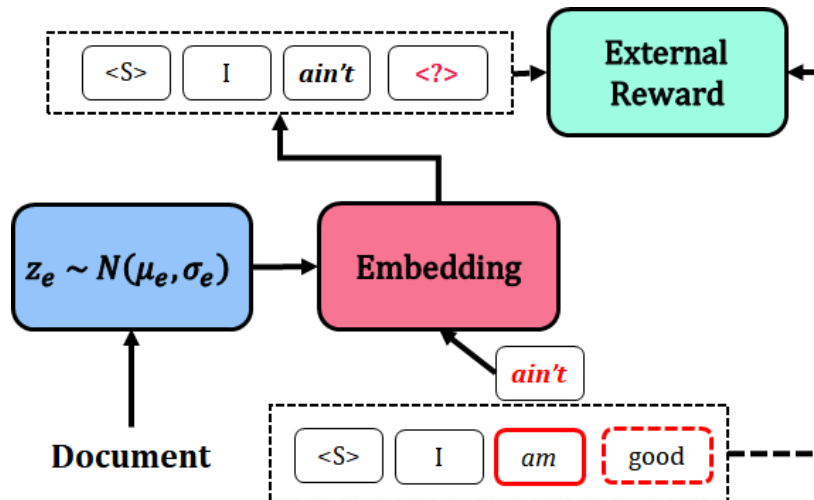 <S> I ain't <?>
External
Reward
z_e ~ N(μ_e, σ_e)
Embedding
ain't
Document
<S> I am good